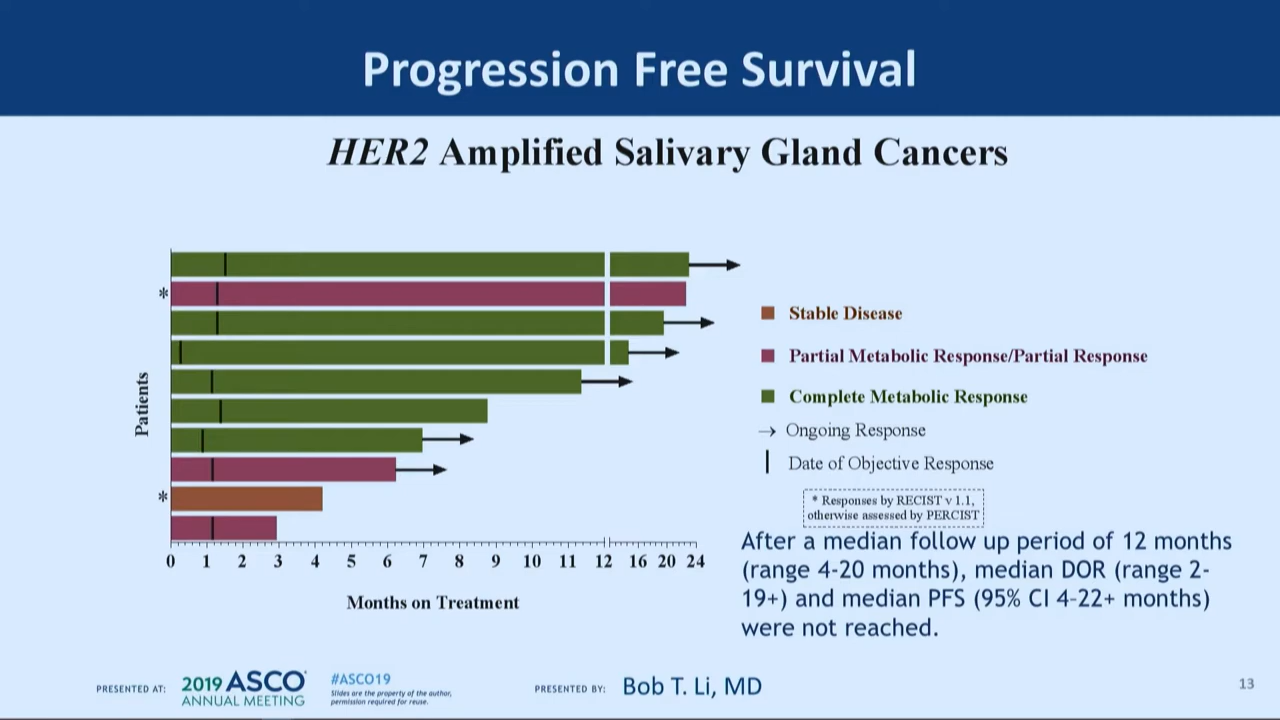 Progression Free Survival
HER2 Amplified Salivary Gland Cancers
*
*
Patients
0 1 2 3 4 5 6 7 8 9 10 11 12 16 20 24
Months on Treatment
Stable Disease
Partial Metabolic Response/Partial Response
Complete Metabolic Response
→ Ongoing Response
Date of Objective Response
* Responses by RECIST v 1.1,
otherwise assessed by PERCIST
After a median follow up period of 12 months
(range 4-20 months), median DOR (range 2-
19+) and median PFS (95% CI 4-22+ months)
were not reached.
PRESENTED AT:
2019 ASCO
ANNUAL MEETING
#ASCO19
Slides are the property of the author,
permission required for reuse.
PRESENTED BY: Bob T. Li, MD
13